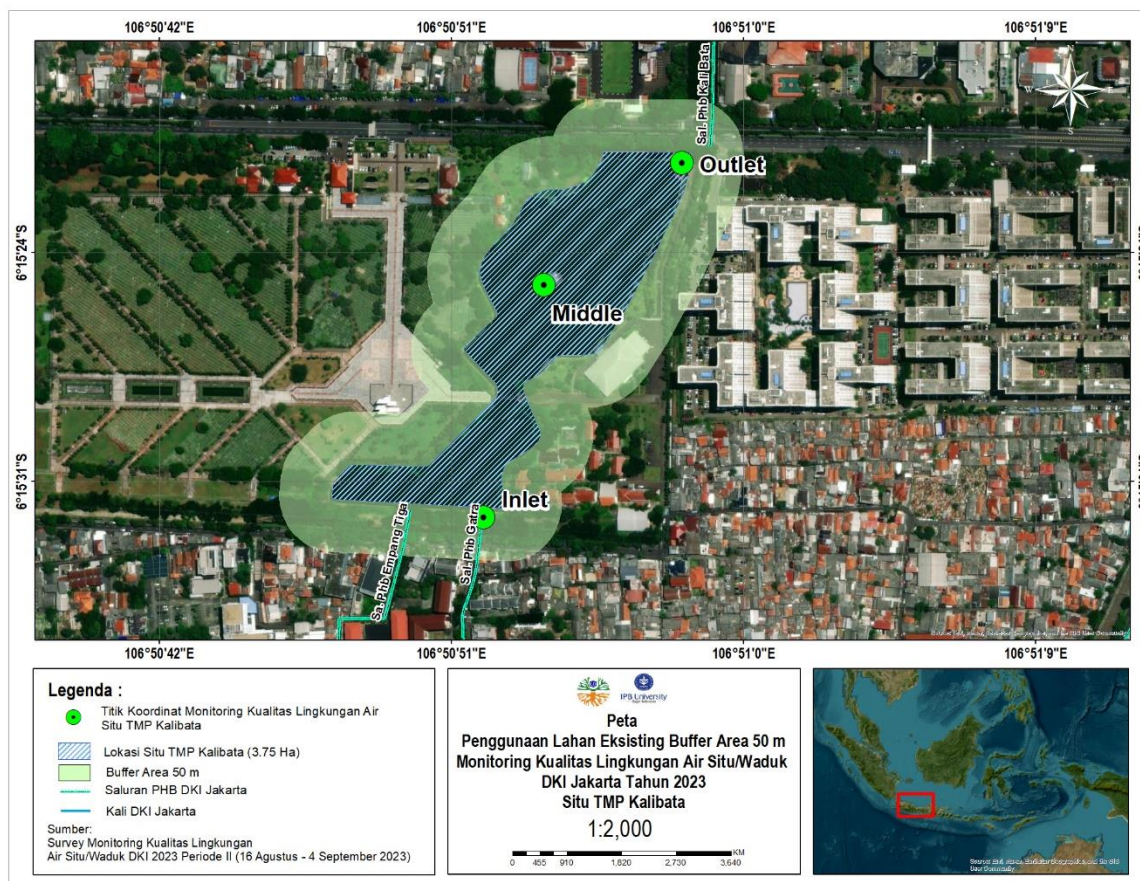 106°50'42"E
106°50'51"E
106°51'0"E
106°51'9"E
6°15'24"S
6°15'31"S
N
W
E
S
Sal. Phb Kali Bata
Outlet
Middle
Inlet
Sa. Phb Empang Tiga
Sal. Phb Gatra
106°50'42"E
106°50'51"E
106°51'0"E
106°51'9"E
Legenda :
Titik Koordinat Monitoring Kualitas Lingkungan Air
Situ TMP Kalibata
Lokasi Situ TMP Kalibata (3.75 Ha)
Buffer Area 50 m
Saluran PHB DKI Jakarta
Kali DKI Jakarta
Sumber:
Survey Monitoring Kualitas Lingkungan
Air Situ/Waduk DKI 2023 Periode II (16 Agustus - 4 September 2023)
IPB University
Peta
Penggunaan Lahan Eksisting Buffer Area 50 m
Monitoring Kualitas Lingkungan Air Situ/Waduk
DKI Jakarta Tahun 2023
Situ TMP Kalibata
1:2,000
KM
0 455 910 1,820 2,730 3,640
User Community